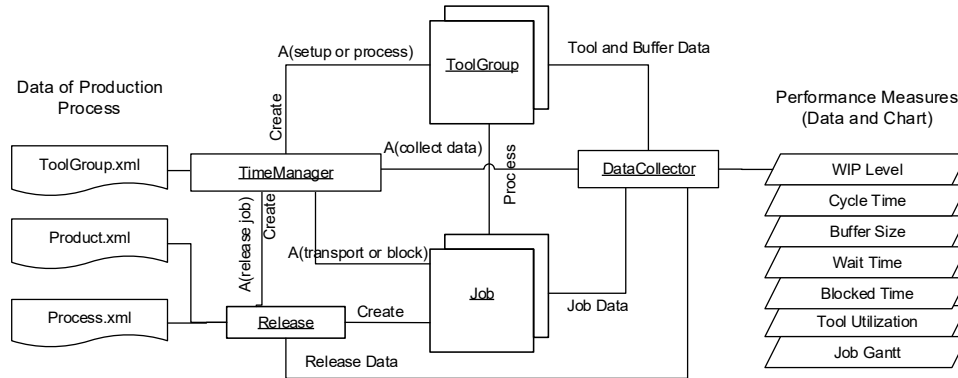 Data of Production
Process
ToolGroup.xml
Product.xml
Process.xml
A(setup or process)
Create
TimeManager
A(release job)
Create
Release
ToolGroup
Process
A(collect data)
A(transport or block)
Job
Create
Release Data
Tool and Buffer Data
DataCollector
Job Data
Performance Measures
(Data and Chart)
WIP Level
Cycle Time
Buffer Size
Wait Time
Blocked Time
Tool Utilization
Job Gantt